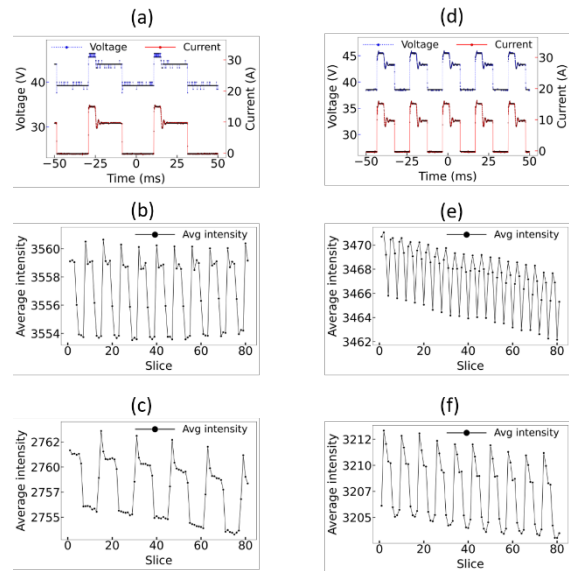 (a)
Voltage Current
Voltage (V)
40
30
30
20
10
0
Current (A)
−50 −25 0 25 50
Time (ms)
(d)
Voltage Current
Voltage (V)
45
40
35
30
25
30
20
10
0
Current (A)
−50 −25 0 25 50
Time (ms)
(b)
Avg intensity
Average intensity
3560
3558
3556
3554
0 20 40 60 80
Slice
(e)
Avg intensity
Average intensity
3470
3468
3466
3464
3462
0 20 40 60 80
Slice
(c)
Avg intensity
Average intensity
2762
2760
2757
2755
0 20 40 60 80
Slice
(f)
Avg intensity
Average intensity
3212
3210
3207
3205
0 20 40 60 80
Slice